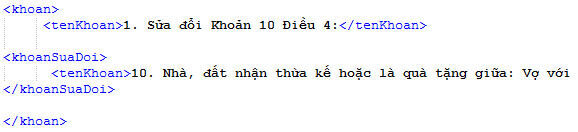 <khoan>
<tenKhoan>1. Sửa đổi Khoản 10 Điều 4:</tenKhoan>
<khoanSuaDoi>
<tenKhoan>10. Nhà, đất nhận thừa kế hoặc là quà tặng giữa: Vợ với
</khoanSuaDoi>
</khoan>